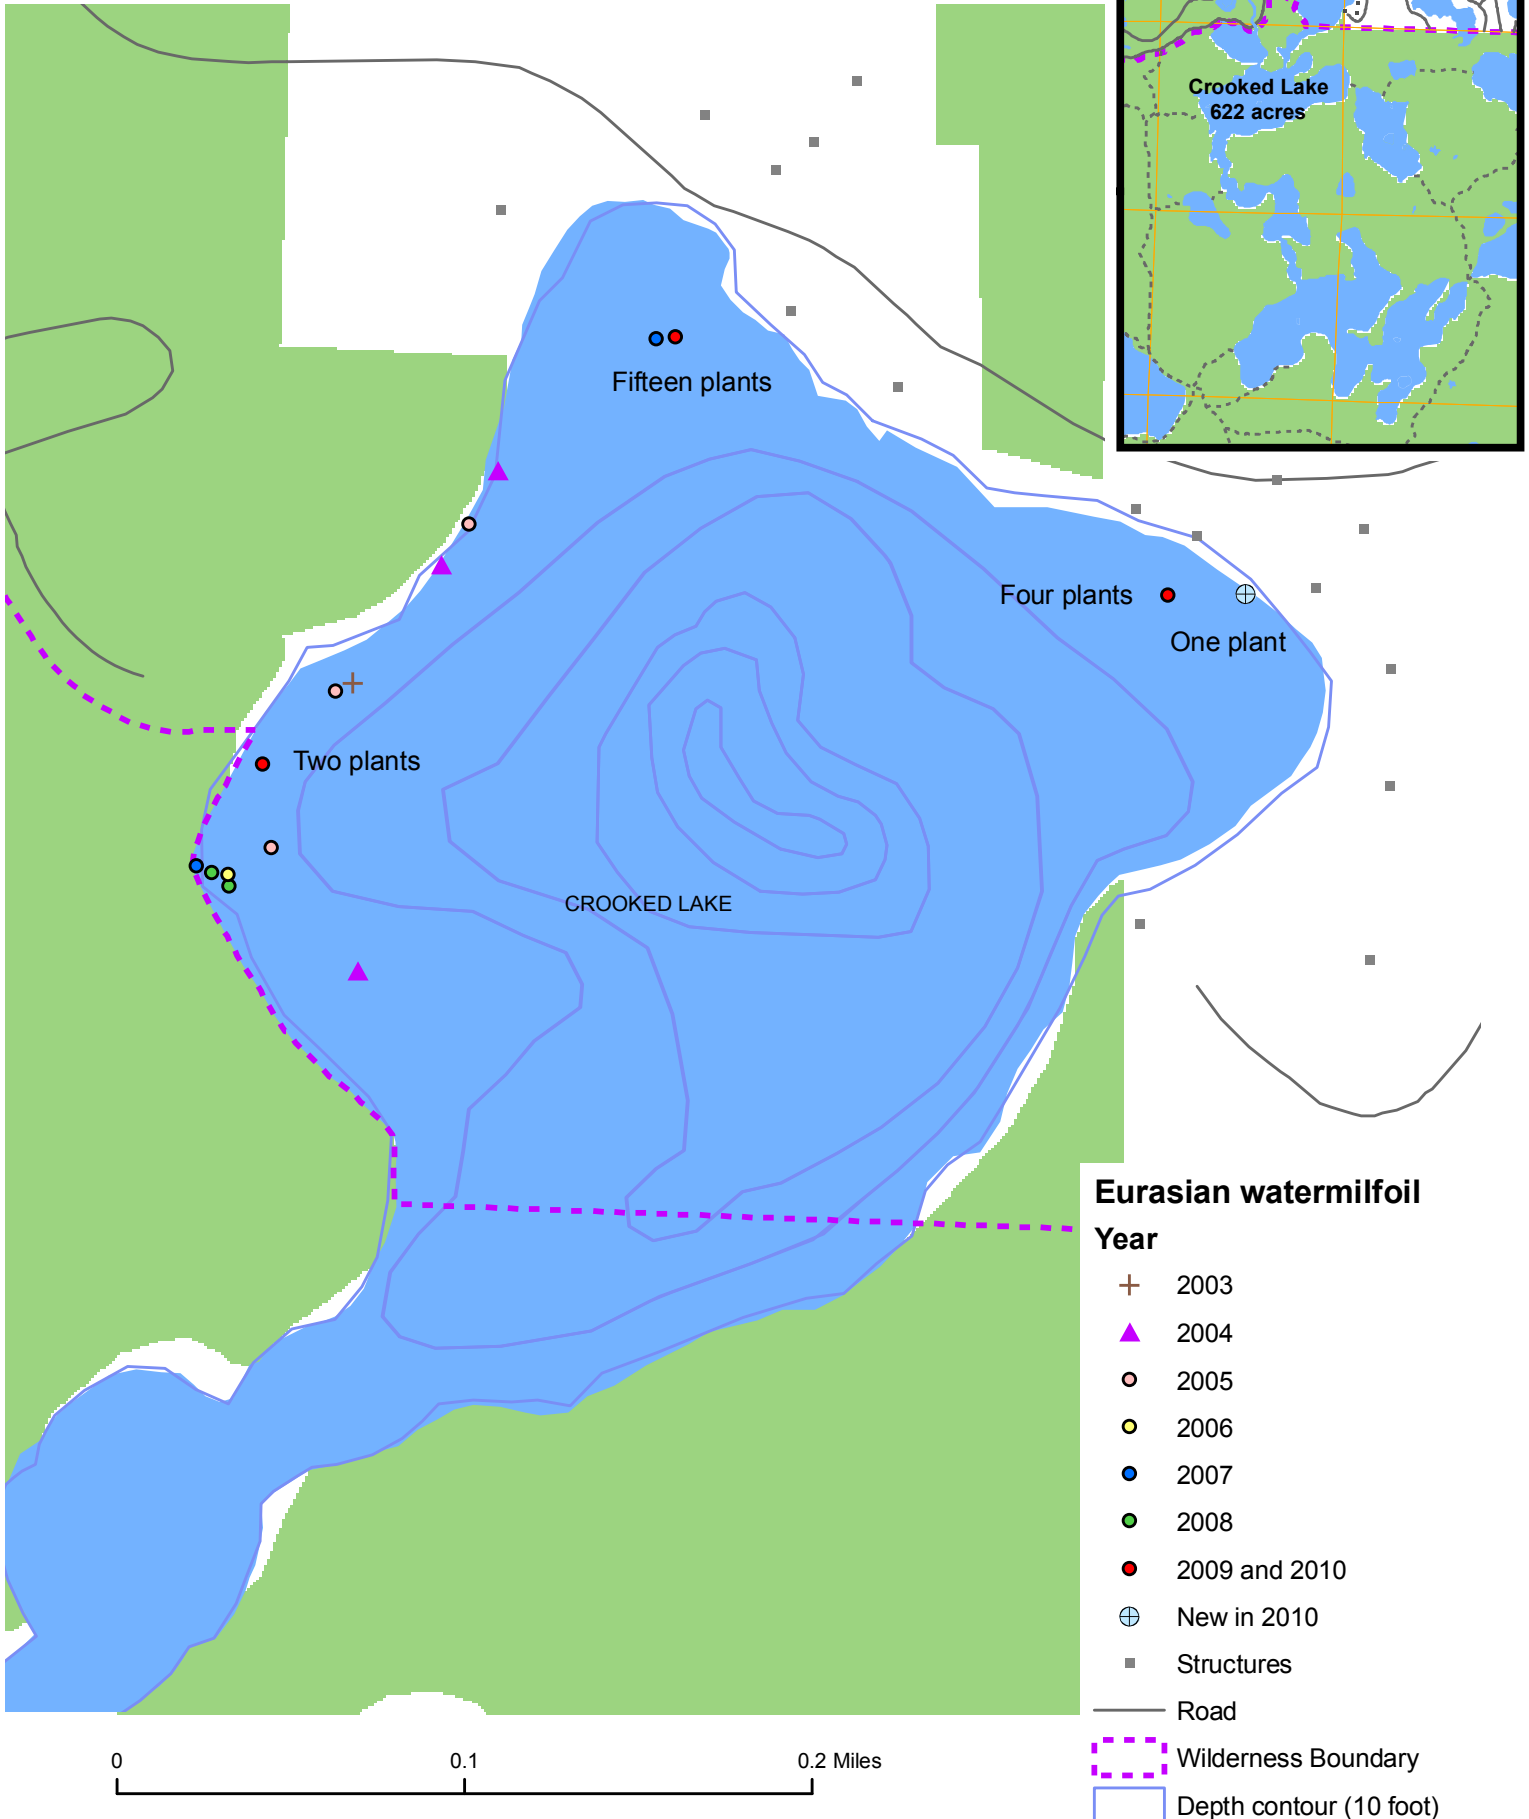 Crooked Lake
622 acres
Fifteen plants
Four plants
One plant
Two plants
CROOKED LAKE
Eurasian watermilfoil
Year
2003
2004
2005
2006
2007
2008
2009 and 2010
New in 2010
Structures
Road
Wilderness Boundary
Depth contour (10 foot)
0 0.1 0.2 Miles